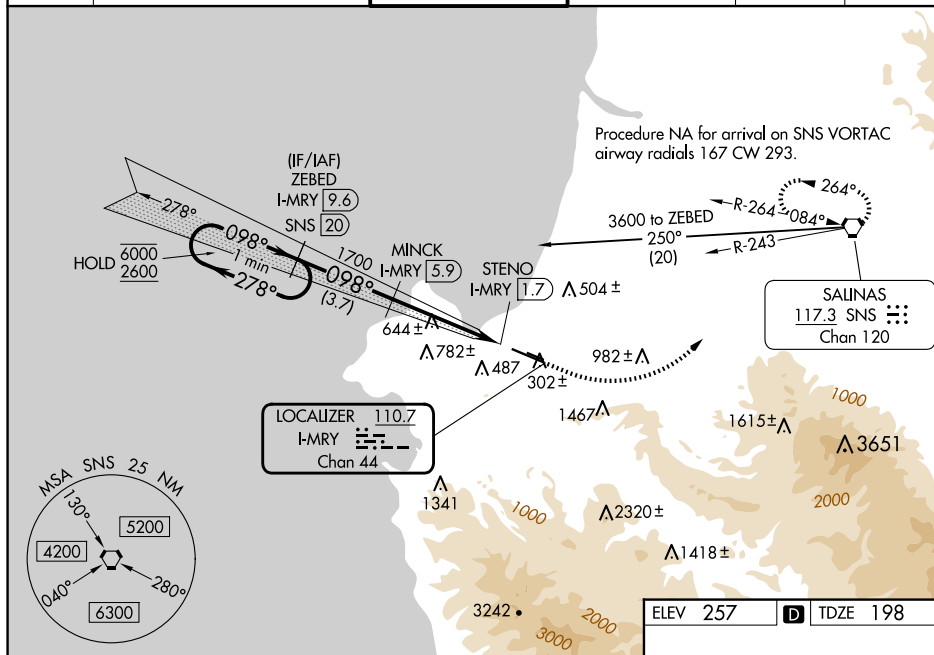 Procedure NA for arrival on SNS VORTAC
airway radials 167 CW 293.
(IF/IAF)
ZEBED
I-MRY 9.6
SNS 20
278°
098°
1 min
278°
HOLD 6000
2600
1700
098°
(3.7)
MINCK
I-MRY 5.9
STENO
I-MRY 1.7
264°
R-264
084°
3600 to ZEBED
250°
(20)
R-243
SALINAS
117.3 SNS
Chan 120
504±
644±
782±
487
302±
982±
1467
1615±
3651
1000
2000
LOCALIZER 110.7
I-MRY
Chan 44
1341
1000
2320±
1418±
3242
2000
3000
MSA SNS 25 NM
130°
5200
4200
040°
280°
6300
ELEV 257 D TDZE 198